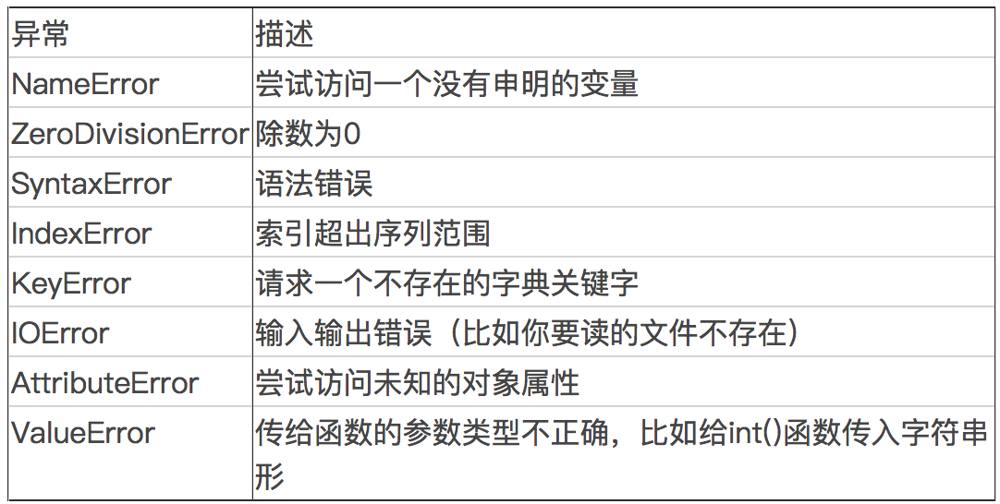 异常 描述
NameError 尝试访问一个没有申明的变量
ZeroDivisionError 除数为0
SyntaxError 语法错误
IndexError 索引超出序列范围
KeyError 请求一个不存在的字典关键字
IOError 输入输出错误（比如你要读的文件不存在）
AttributeError 尝试访问未知的对象属性
ValueError 传给函数的参数类型不正确，比如给int()函数传入字符串
形